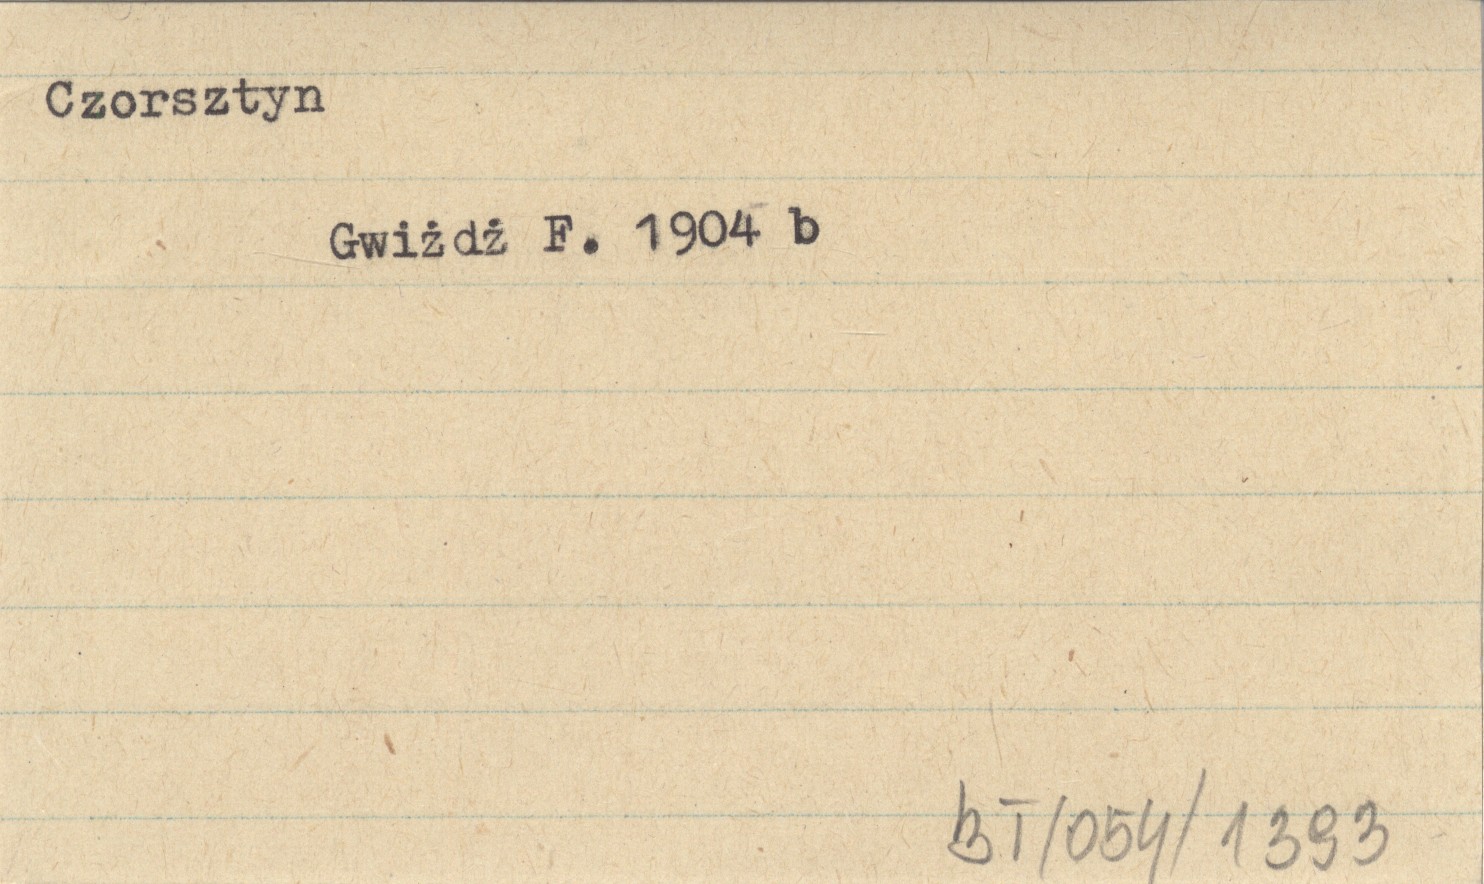 Czorsztyn
Gwiżdż F. 1904 b
BT/054/1393